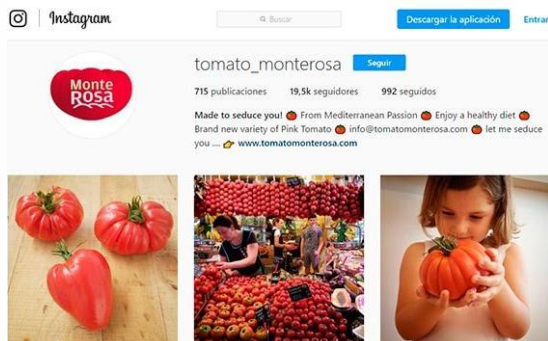 Instagram
Buscar
Descargar la aplicación
Entrar
Monte
Rosa
tomato_monterosa
Seguir
715 publicaciones 19,5k seguidores 992 seguidos
Made to seduce you! 🍅 From Mediterranean Passion 🍅 Enjoy a healthy diet 🍅
Brand new variety of Pink Tomato 🍅 info@tomatomonterosa.com 🍅 let me seduce
you ... 👉 www.tomatomonterosa.com